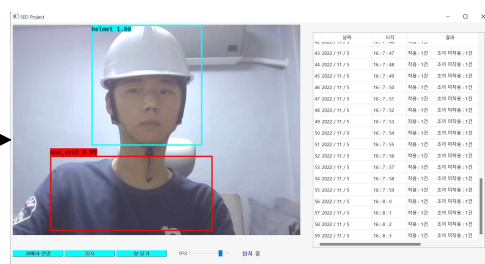 SEO Project
helmet 1.00
non_vest 0.99
분류 시각 결과
43 2022 / 11 / 5 16 : 7 : 47 착용 : 1건 조끼 미착용 : 1건
44 2022 / 11 / 5 16 : 7 : 48 착용 : 1건 조끼 미착용 : 1건
45 2022 / 11 / 5 16 : 7 : 49 착용 : 1건 조끼 미착용 : 1건
46 2022 / 11 / 5 16 : 7 : 50 착용 : 1건 조끼 미착용 : 1건
47 2022 / 11 / 5 16 : 7 : 51 착용 : 1건 조끼 미착용 : 1건
48 2022 / 11 / 5 16 : 7 : 52 착용 : 1건 조끼 미착용 : 1건
49 2022 / 11 / 5 16 : 7 : 53 착용 : 1건 조끼 미착용 : 1건
50 2022 / 11 / 5 16 : 7 : 54 착용 : 1건 조끼 미착용 : 1건
51 2022 / 11 / 5 16 : 7 : 55 착용 : 1건 조끼 미착용 : 1건
52 2022 / 11 / 5 16 : 7 : 56 착용 : 1건 조끼 미착용 : 1건
53 2022 / 11 / 5 16 : 7 : 57 착용 : 1건 조끼 미착용 : 1건
54 2022 / 11 / 5 16 : 7 : 58 착용 : 1건 조끼 미착용 : 1건
55 2022 / 11 / 5 16 : 7 : 59 착용 : 1건 조끼 미착용 : 1건
56 2022 / 11 / 5 16 : 8 : 0 착용 : 1건 조끼 미착용 : 1건
57 2022 / 11 / 5 16 : 8 : 1 착용 : 1건 조끼 미착용 : 1건
58 2022 / 11 / 5 16 : 8 : 2 착용 : 1건 조끼 미착용 : 1건
59 2022 / 11 / 5 16 : 8 : 3 착용 : 1건 조끼 미착용 : 1건
카메라 연결 중지 창 닫기 FPS 탐지 중